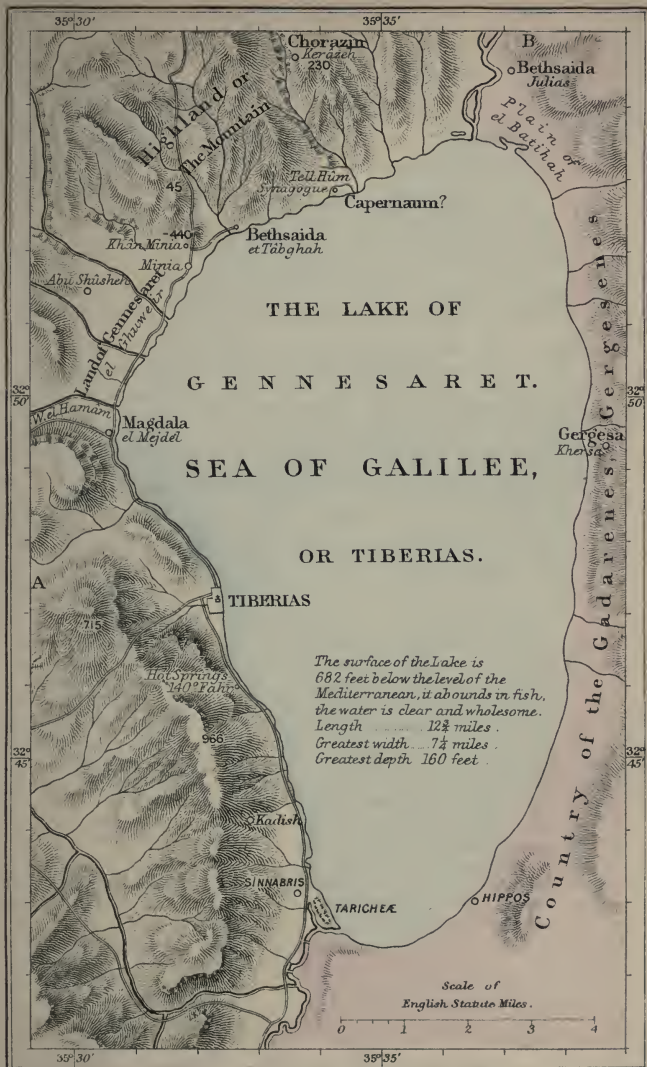 35° 30'
35° 35'
Chorazin
Kerazeh
230
B
Bethsaida
Julias
Plain or
el Batihah
Highland or
The Mountain
45
Tell Hûm
Synagogue
Capernaum?
-440
Khan Minia
Bethsaida
et Tâbghah
Minia
Abu Shûsheh
Land of Gennesaret
el Ghuweir
THE LAKE OF
GENNESARET.
SEA OF GALILEE,
OR TIBERIAS.
32°
50'
32°
50'
W. el Hamâm
Magdala
el Mejdel
Gergesa
Khersa
Country of the Gadarenes, Gergesenes
A
TIBERIAS
-715
Hot Springs
140° Fahr.
966
The surface of the Lake is
682 feet below the level of the
Mediterranean, it abounds in fish,
the water is clear and wholesome.
Length ........ 12¾ miles.
Greatest width .... 7¼ miles.
Greatest depth 160 feet.
32°
45'
32°
45'
Kadish
SINNABRIS
TARICHEÆ
HIPPOS
Scale of
English Statute Miles.
0 1 2 3 4
35° 30'
35° 35'